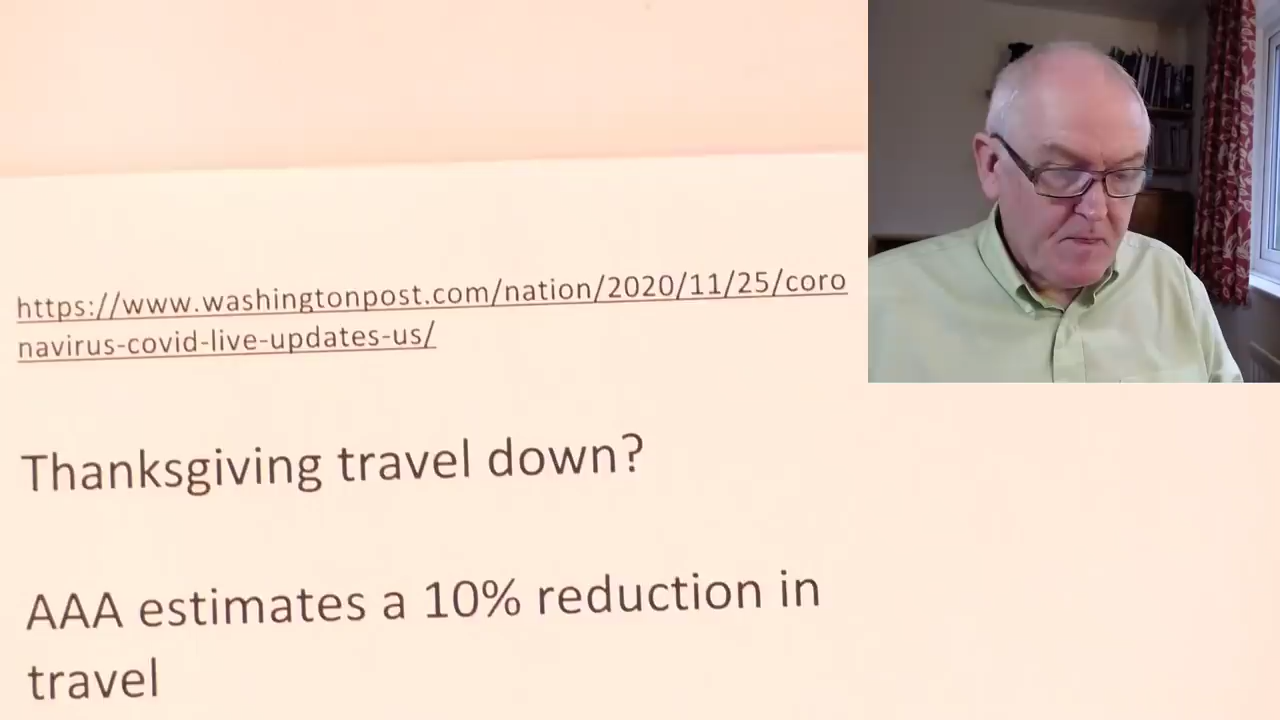 https://www.washingtonpost.com/nation/2020/11/25/coro
navirus-covid-live-updates-us/
Thanksgiving travel down?
AAA estimates a 10% reduction in
travel